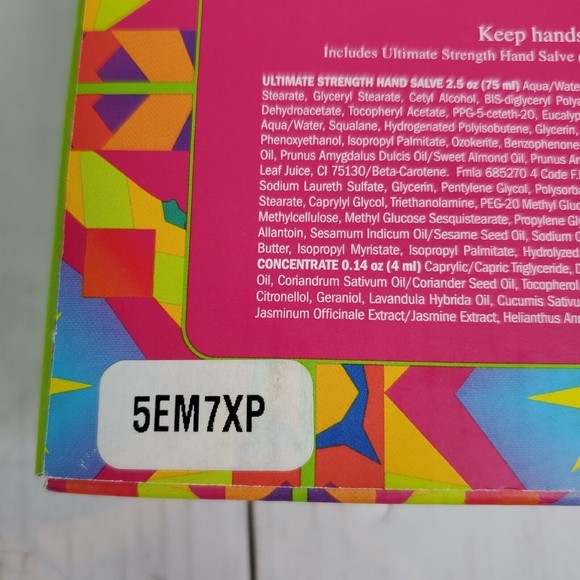 Keep hands
Includes Ultimate Strength Hand Salve (
ULTIMATE STRENGTH HAND SALVE 2.5 oz (75 ml) Aqua/Wate
Stearate, Glyceryl Stearate, Cetyl Alcohol, BIS-diglyceryl Polya
Dehydroacetate, Tocopheryl Acetate, PPG-5-ceteth-20, Eucalyp
Aqua/Water, Squalane, Hydrogenated Polyisobutene, Glycerin,
Phenoxyethanol, Isopropyl Palmitate, Ozokerite, Benzophenone-
Oil, Prunus Amygdalus Dulcis Oil/Sweet Almond Oil, Prunus Ar
Leaf Juice, CI 75130/Beta-Carotene. Fmla 685270 4 Code F.I
Sodium Laureth Sulfate, Glycerin, Pentylene Glycol, Polysorba
Stearate, Caprylyl Glycol, Triethanolamine, PEG-20 Methyl Gluc
Methylcellulose, Methyl Glucose Sesquistearate, Propylene Gl
Allantoin, Sesamum Indicum Oil/Sesame Seed Oil, Sodium C
Butter, Isopropyl Myristate, Isopropyl Palmitate, Hydrolyzed
CONCENTRATE 0.14 oz (4 ml) Caprylic/Capric Triglyceride, D
Oil, Coriandrum Sativum Oil/Coriander Seed Oil, Tocopherol,
Citronellol, Geraniol, Lavandula Hybrida Oil, Cucumis Sativu
Jasminum Officinale Extract/Jasmine Extract, Helianthus Ann
5EM7XP